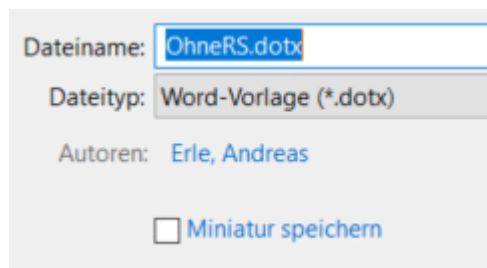 Dateiname: OhneRS.dotx
Dateityp: Word-Vorlage (*.dotx)
Autoren: Erle, Andreas
Miniatur speichern